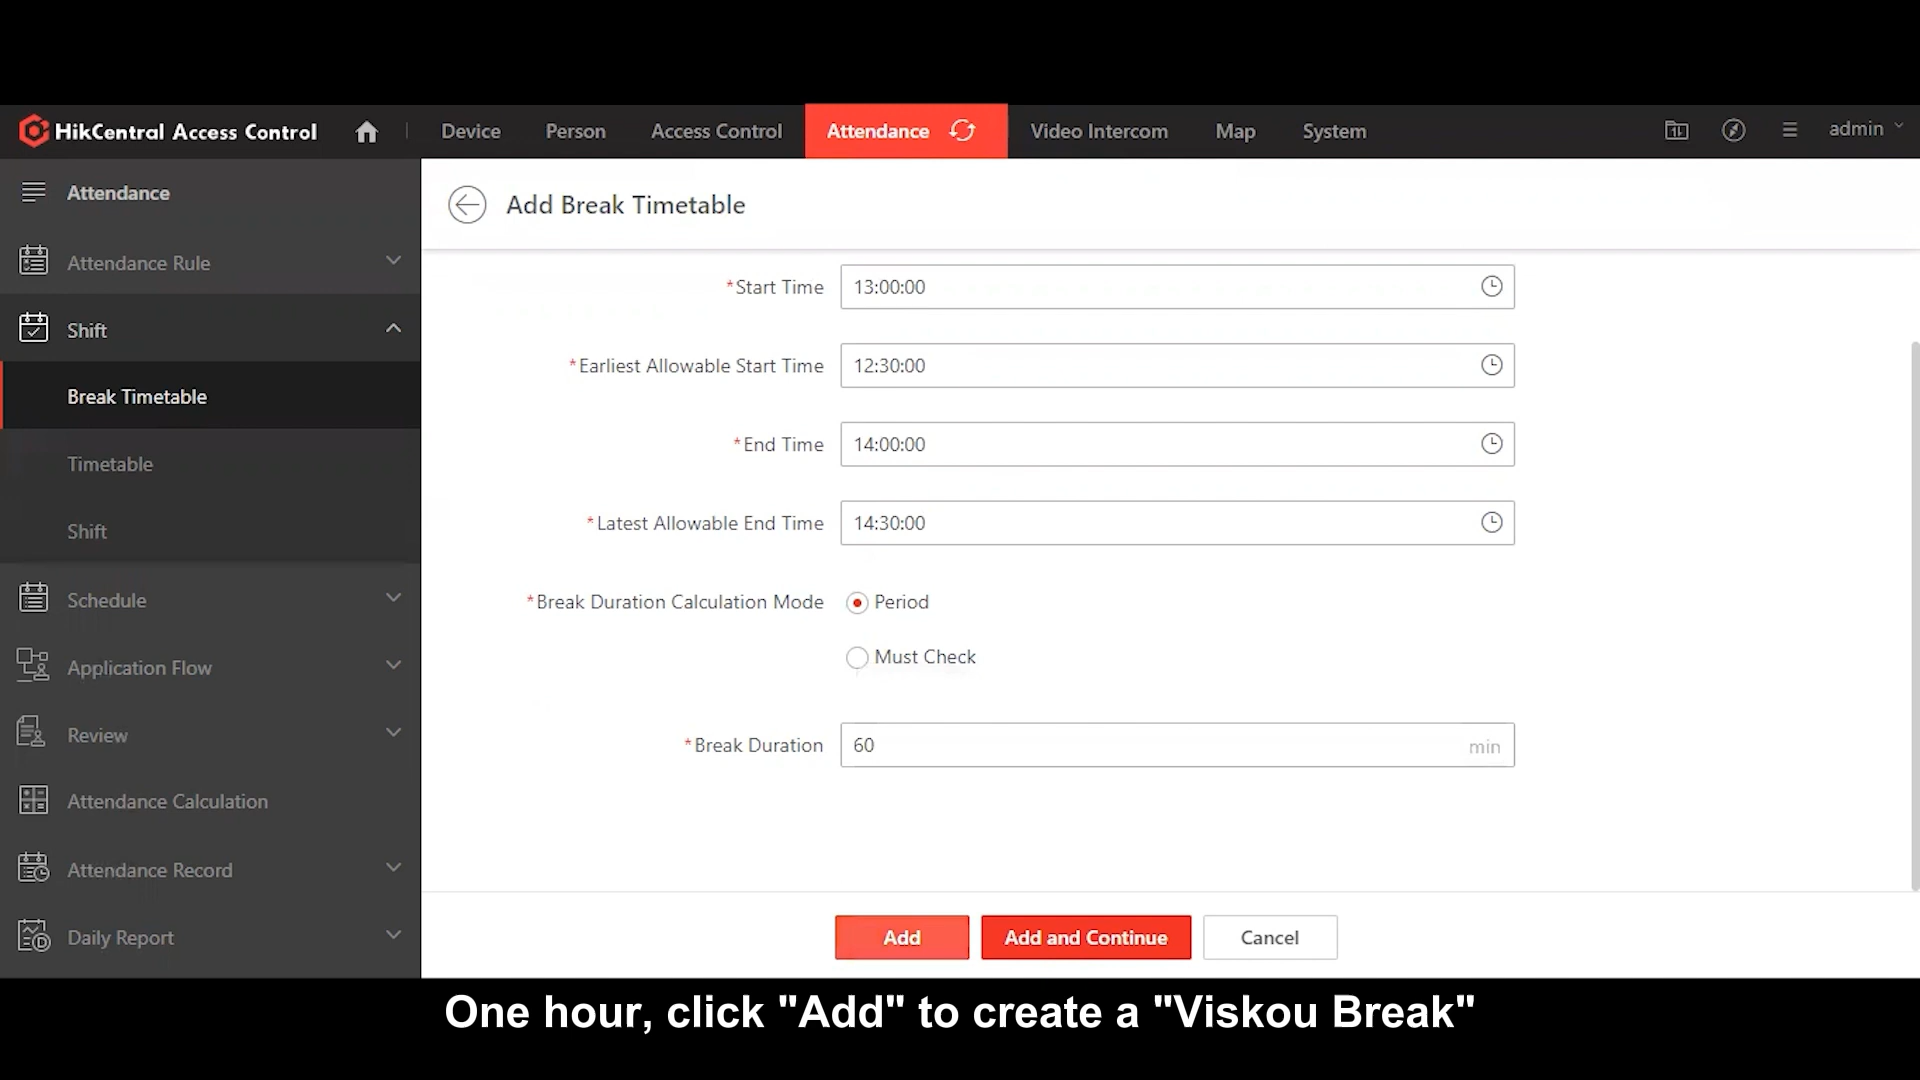 HikCentral Access Control
Device
Person
Access Control
Attendance
Video Intercom
Map
System
admin
Attendance
Attendance Rule
Shift
Break Timetable
Timetable
Shift
Schedule
Application Flow
Review
Attendance Calculation
Attendance Record
Daily Report
Add Break Timetable
*Start Time 13:00:00
*Earliest Allowable Start Time 12:30:00
*End Time 14:00:00
*Latest Allowable End Time 14:30:00
*Break Duration Calculation Mode Period
Must Check
*Break Duration 60 min
Add
Add and Continue
Cancel
One hour, click "Add" to create a "Viskou Break"